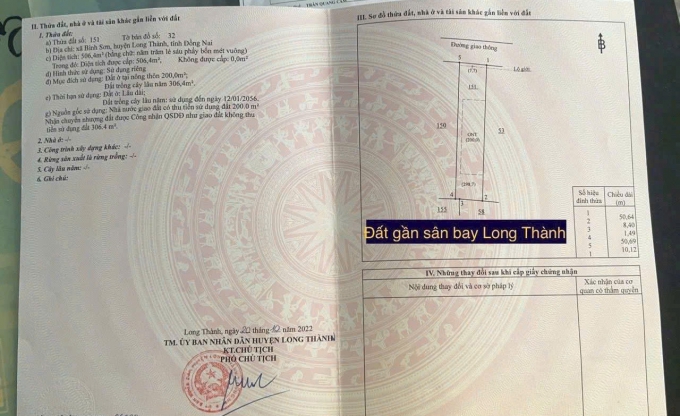 II. Thửa đất, nhà ở và tài sản khác gắn liền với đất
1. Thửa đất:
a) Thửa đất số: 151 Tờ bản đồ số: 32
b) Địa chỉ: xã Bình Sơn, huyện Long Thành, tỉnh Đồng Nai
c) Diện tích: 506,4m², (bằng chữ: năm trăm lẻ sáu phẩy bốn mét vuông)
Trong đó: Diện tích được cấp: 506,4m², Không được cấp: 0,0m²
d) Hình thức sử dụng: Sử dụng riêng
đ) Mục đích sử dụng: Đất ở tại nông thôn 200,0m²;
Đất trồng cây lâu năm 306,4m².
e) Thời hạn sử dụng: Đất ở: Lâu dài;
Đất trồng cây lâu năm: sử dụng đến ngày 12/01/2056.
g) Nguồn gốc sử dụng: Nhà nước giao đất có thu tiền sử dụng đất 200.0 m²
Nhận chuyển nhượng đất được Công nhận QSDĐ như giao đất không thu
tiền sử dụng đất 306.4 m².
2. Nhà ở: -/-
3. Công trình xây dựng khác: -/-
4. Rừng sản xuất là rừng trồng: -/-
5. Cây lâu năm: -/-
6. Ghi chú:
Long Thành, ngày 20 tháng 12 năm 2022
TM. ỦY BAN NHÂN DÂN HUYỆN LONG THÀNH
KT.CHỦ TỊCH
PHÓ CHỦ TỊCH
III. Sơ đồ thửa đất, nhà ở và tài sản khác gắn liền với đất
B
Đường giao thông
5 1
Lộ giới
151
150
ONT
53
4 3 2
155 58
Số hiệu đỉnh thửa Chiều dài (m)
1
50,64
2
8,40
3
1,49
4
50,69
5
10,12
1
Đất gần sân bay Long Thành
IV. Những thay đổi sau khi cấp giấy chứng nhận
Nội dung thay đổi và cơ sở pháp lý
Xác nhận của cơ
quan có thẩm quyền